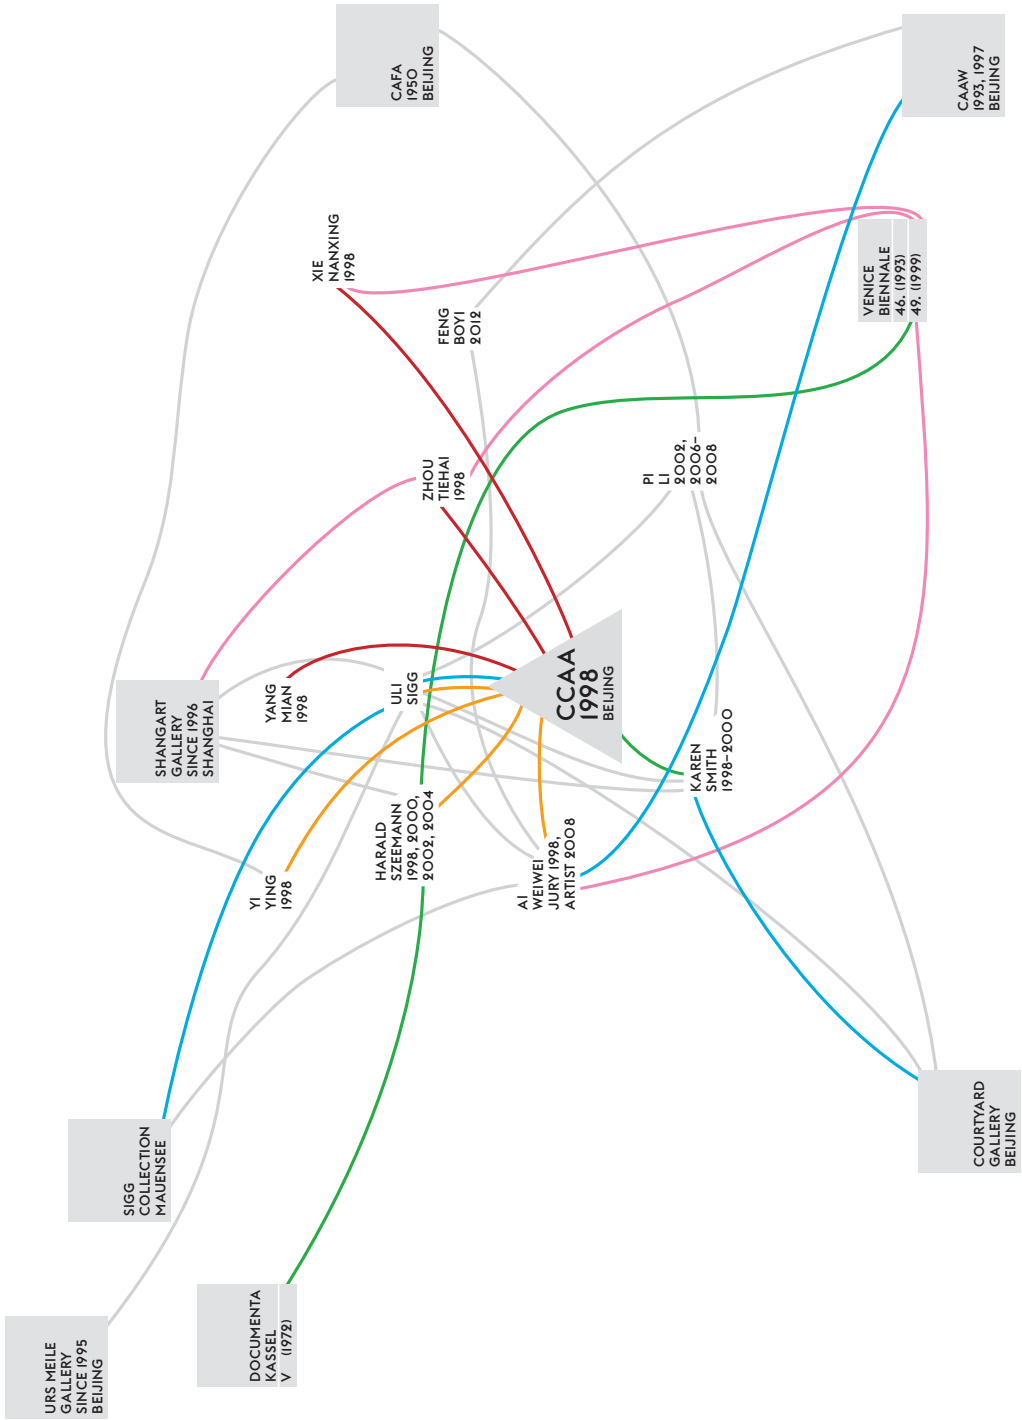 URS MEILE
GALLERY
SINCE 1995
BEIJING
SIGG
COLLECTION
MAUENSEE
DOCUMENTA
KASSEL
V (1972)
SHANGART
GALLERY
SINCE 1996
SHANGHAI
YI
YING
1998
YANG
MIAN
1998
HARALD
SZEEMANN
1998, 2000,
2002, 2004
ULI
SIGG
AI
WEIWEI
JURY 1998,
ARTIST 2008
CCAA
1998
BEIJING
KAREN
SMITH
1998–2000
ZHOU
TIEHAI
1998
PI
LI
2002,
2006–
2008
XIE
NANXING
1998
FENG
BOYI
2012
CAFA
1950
BEIJING
VENICE
BIENNALE
46. (1993)
49. (1999)
CAAW
1993, 1997
BEIJING
COURTYARD
GALLERY
BEIJING